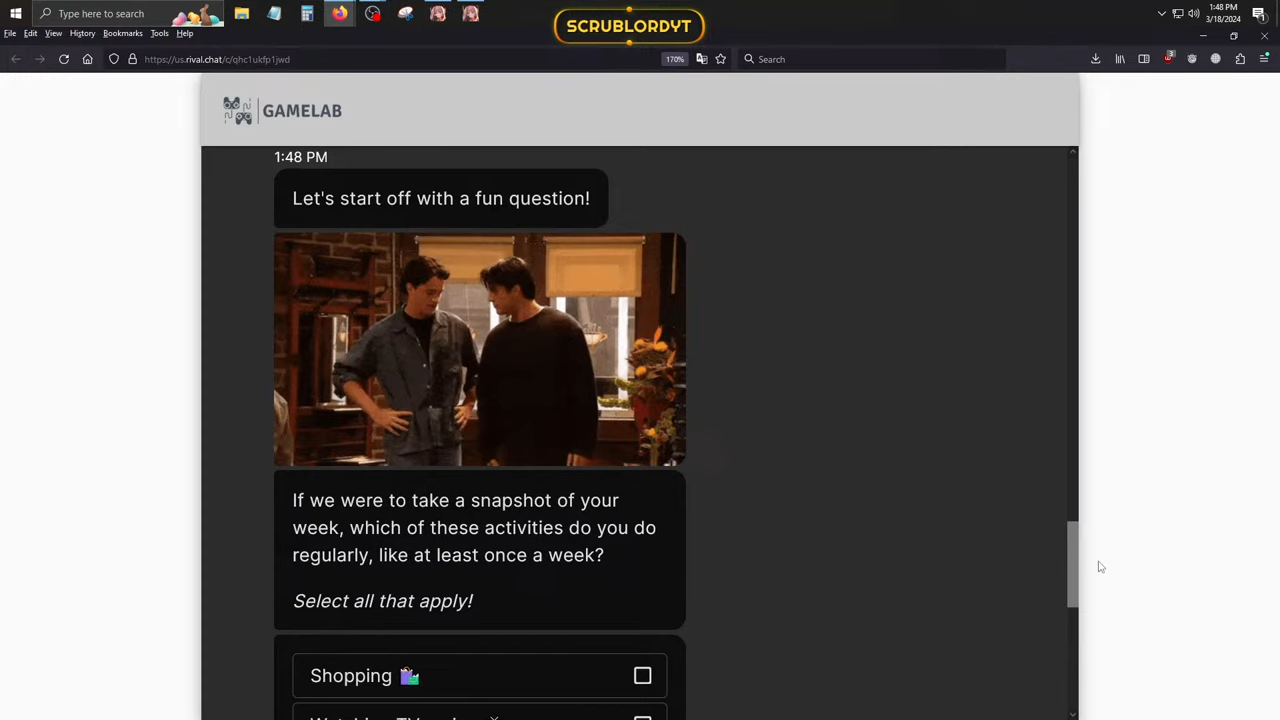 Type here to search
SCRUBLORDYT
1:48 PM
3/18/2024
File Edit View History Bookmarks Tools Help
https://us.rival.chat/c/qhc1ukfp1jwd
170%
Search
3
GAMELAB
1:48 PM
Let's start off with a fun question!
If we were to take a snapshot of your
week, which of these activities do you do
regularly, like at least once a week?
Select all that apply!
Shopping